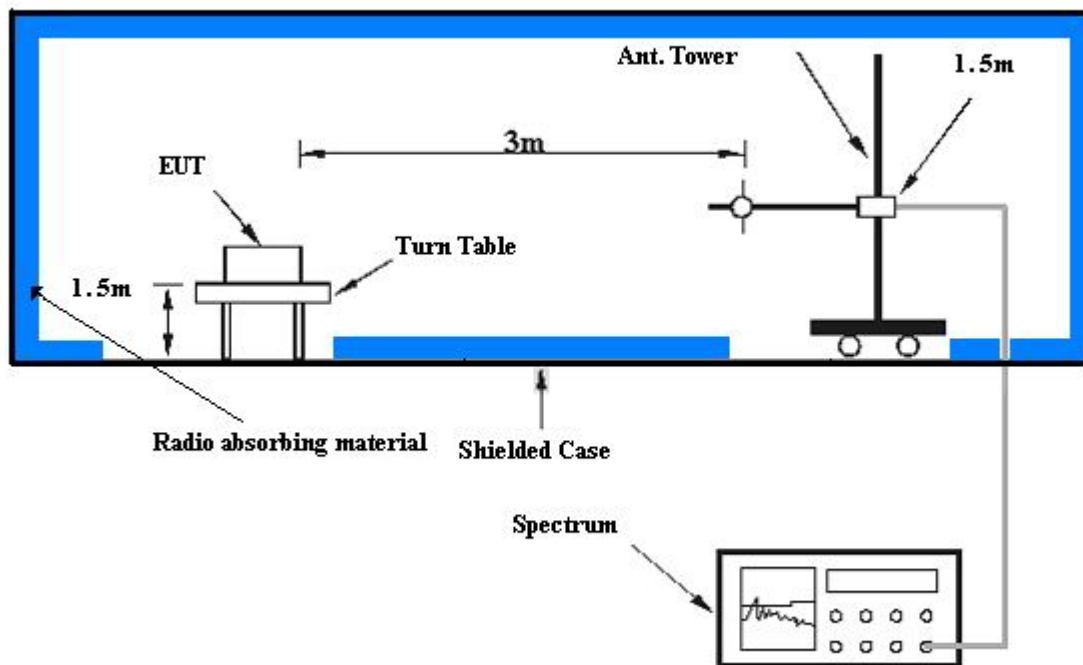 Ant. Tower
1.5m
3m
EUT
Turn Table
1.5m
Radio absorbing material
Shielded Case
Spectrum